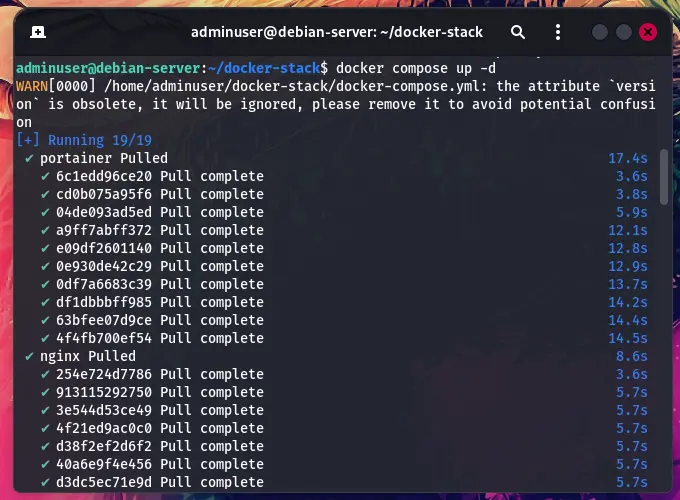 adminuser@debian-server: ~/docker-stack
adminuser@debian-server:~/docker-stack$ docker compose up -d
WARN[0000] /home/adminuser/docker-stack/docker-compose.yml: the attribute `versi
on` is obsolete, it will be ignored, please remove it to avoid potential confusi
on
[+] Running 19/19
✔ portainer Pulled 17.4s
✔ 6c1edd96ce20 Pull complete 3.6s
✔ cd0b075a95f6 Pull complete 3.8s
✔ 04de093ad5ed Pull complete 5.9s
✔ a9ff7abff372 Pull complete 12.1s
✔ e09df2601140 Pull complete 12.8s
✔ 0e930de42c29 Pull complete 12.9s
✔ 0df7a6683c39 Pull complete 13.7s
✔ df1dbbbff985 Pull complete 14.2s
✔ 63bfee07d9ce Pull complete 14.4s
✔ 4f4fb700ef54 Pull complete 14.5s
✔ nginx Pulled 8.6s
✔ 254e724d7786 Pull complete 3.6s
✔ 913115292750 Pull complete 5.7s
✔ 3e544d53ce49 Pull complete 5.7s
✔ 4f21ed9ac0c0 Pull complete 5.7s
✔ d38f2ef2d6f2 Pull complete 5.7s
✔ 40a6e9f4e456 Pull complete 5.7s
✔ d3dc5ec71e9d Pull complete 5.7s